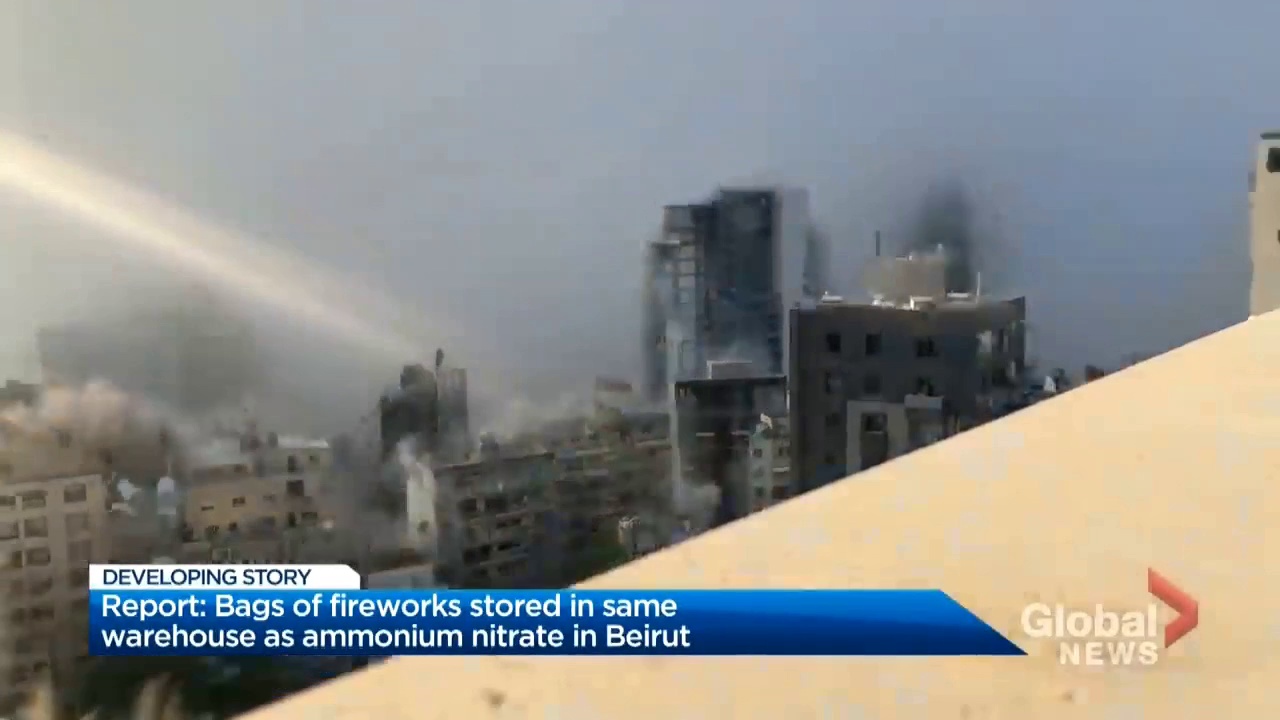 DEVELOPING STORY
Report: Bags of fireworks stored in same
warehouse as ammonium nitrate in Beirut
Global
NEWS